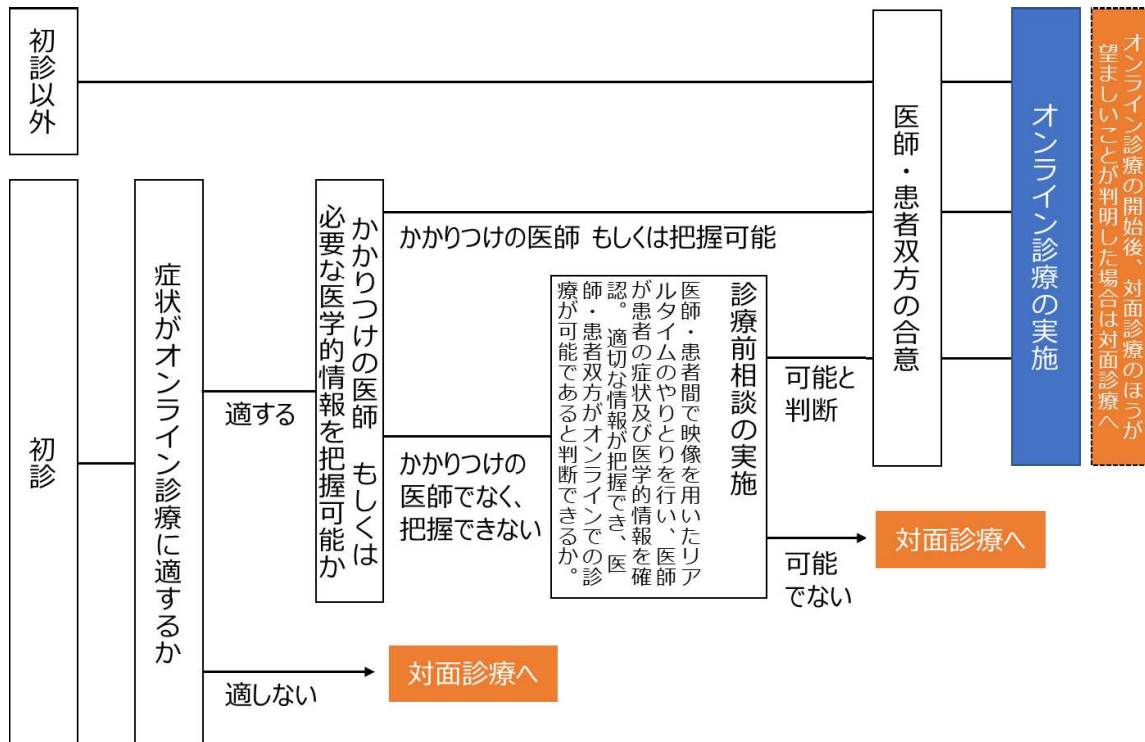 初診以外
初診
症状がオンライン診療に適するか
適する
適しない
対面診療へ
かかりつけの医師 もしくは
必要な医学的情報を把握可能か
かかりつけの医師 もしくは把握可能
かかりつけの
医師でなく、
把握できない
診療前相談の実施
医師・患者間で映像を用いたリア
ルタイムのやりとりを行い、医師
が患者の症状及び医学的情報を確
認。適切な情報が把握でき、医
師・患者双方がオンラインでの診
療が可能であると判断できるか。
可能と
判断
可能
でない
対面診療へ
医師・患者双方の合意
オンライン診療の実施
オンライン診療の開始後、対面診療のほうが
望ましいことが判明した場合は対面診療へ